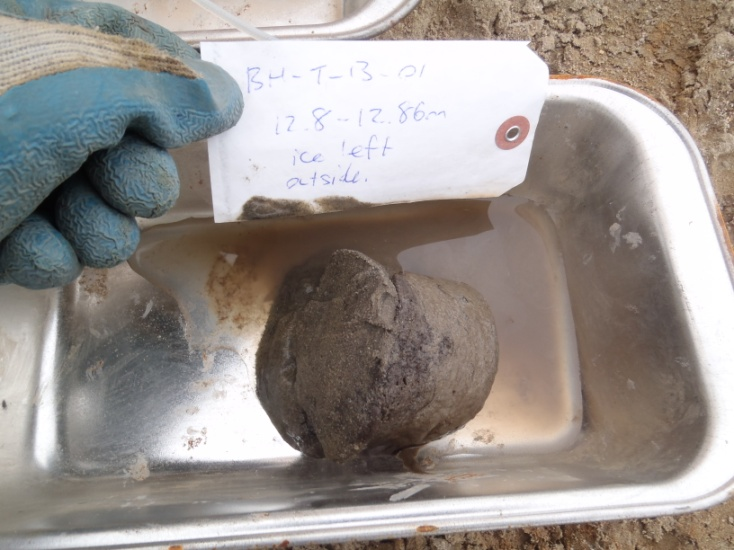 BH-T-13-01
12.8-12.86m
ice left
outside.